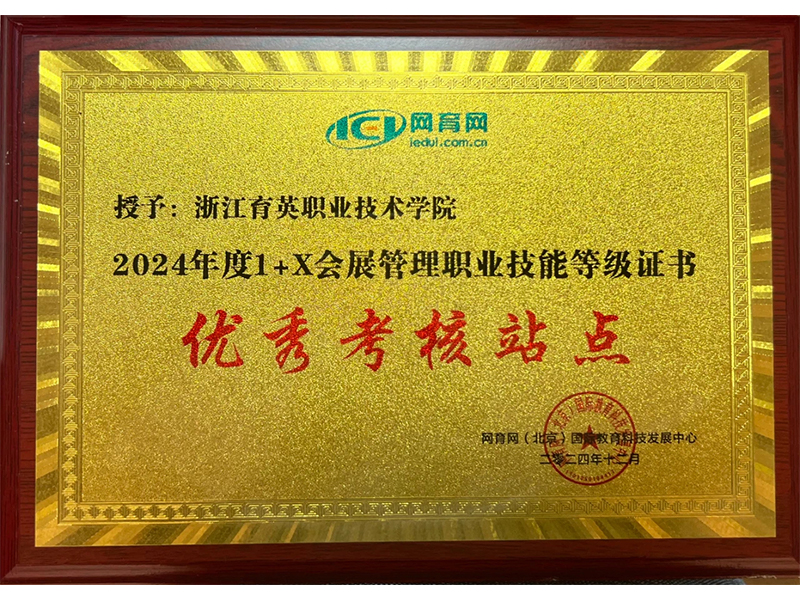 网育网
iedui.com.cn
授予：浙江育英职业技术学院
2024年度1+X会展管理职业技能等级证书
优秀考核站点
网育网（北京）国际教育科技发展中心
二零二四年十二月